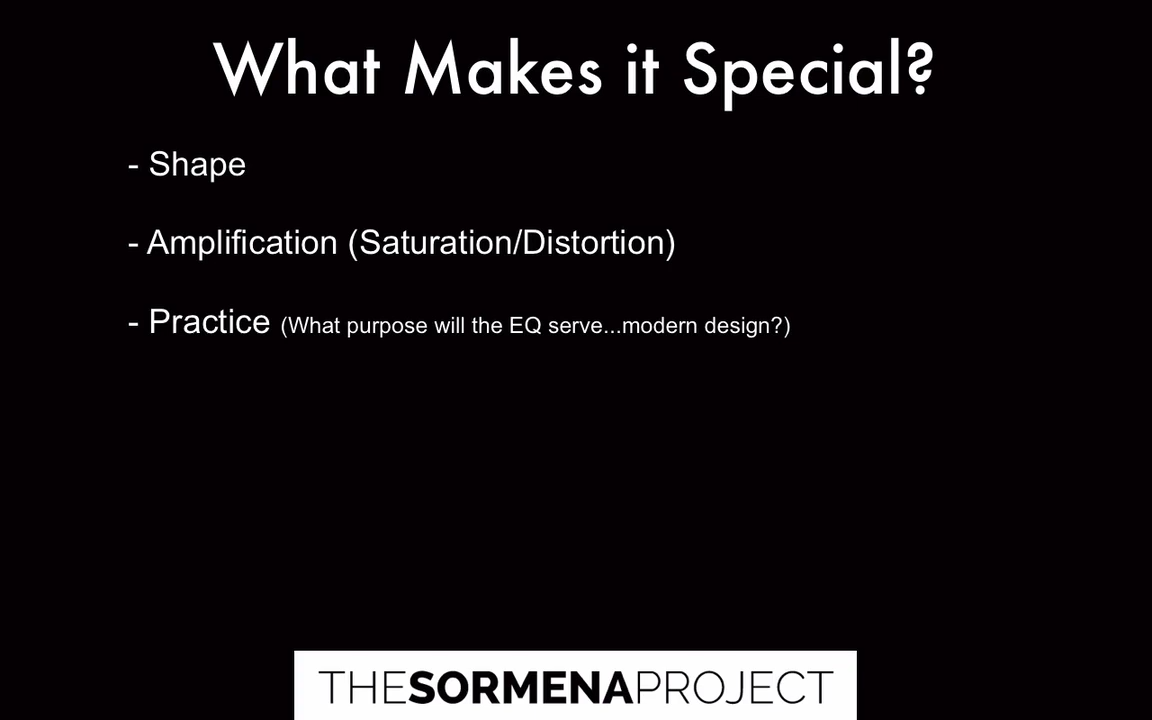 What Makes it Special?
- Shape
- Amplification (Saturation/Distortion)
- Practice (What purpose will the EQ serve...modern design?)
THESORMENAPROJECT